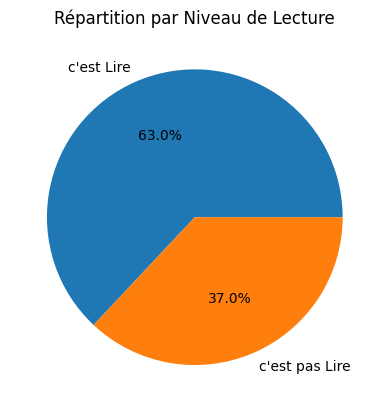 Répartition par Niveau de Lecture
c'est Lire
63.0%
37.0%
c'est pas Lire